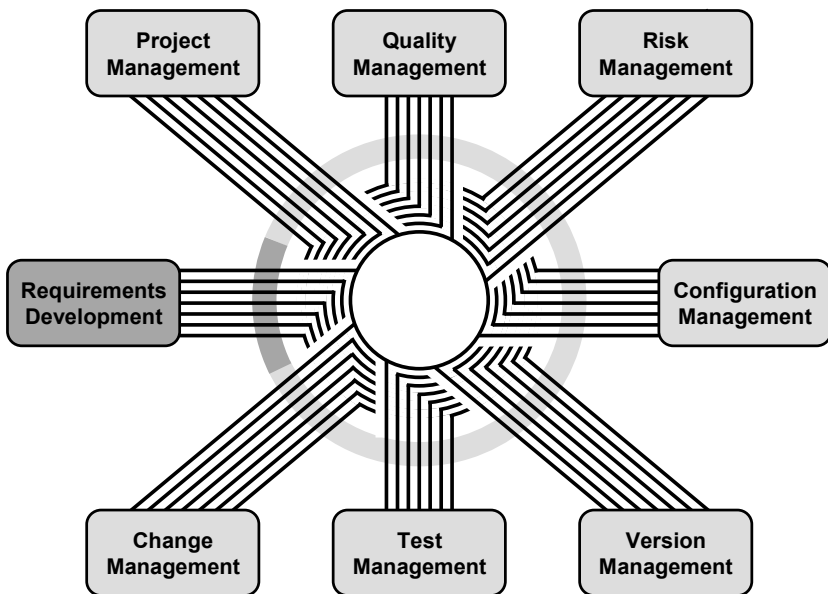 Project
Management
Quality
Management
Risk
Management
Requirements
Development
Configuration
Management
Change
Management
Test
Management
Version
Management